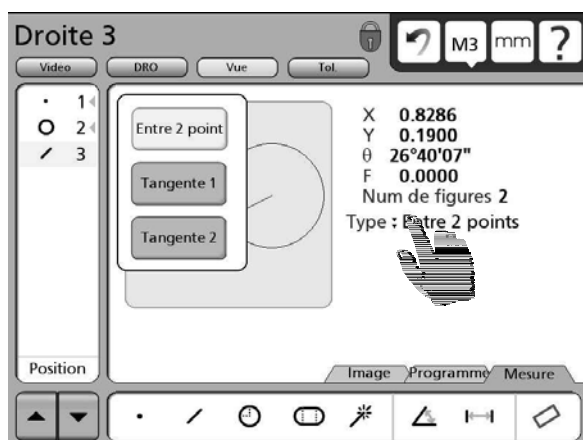 Droite 3
M3 mm ?
Vidéo DRO Vue Tol.
1
2
3
Entre 2 point
Tangente 1
Tangente 2
X 0.8286
Y 0.1900
θ 26°40'07"
F 0.0000
Num de figures 2
Type : Entre 2 points
Position
Image Programme Mesure